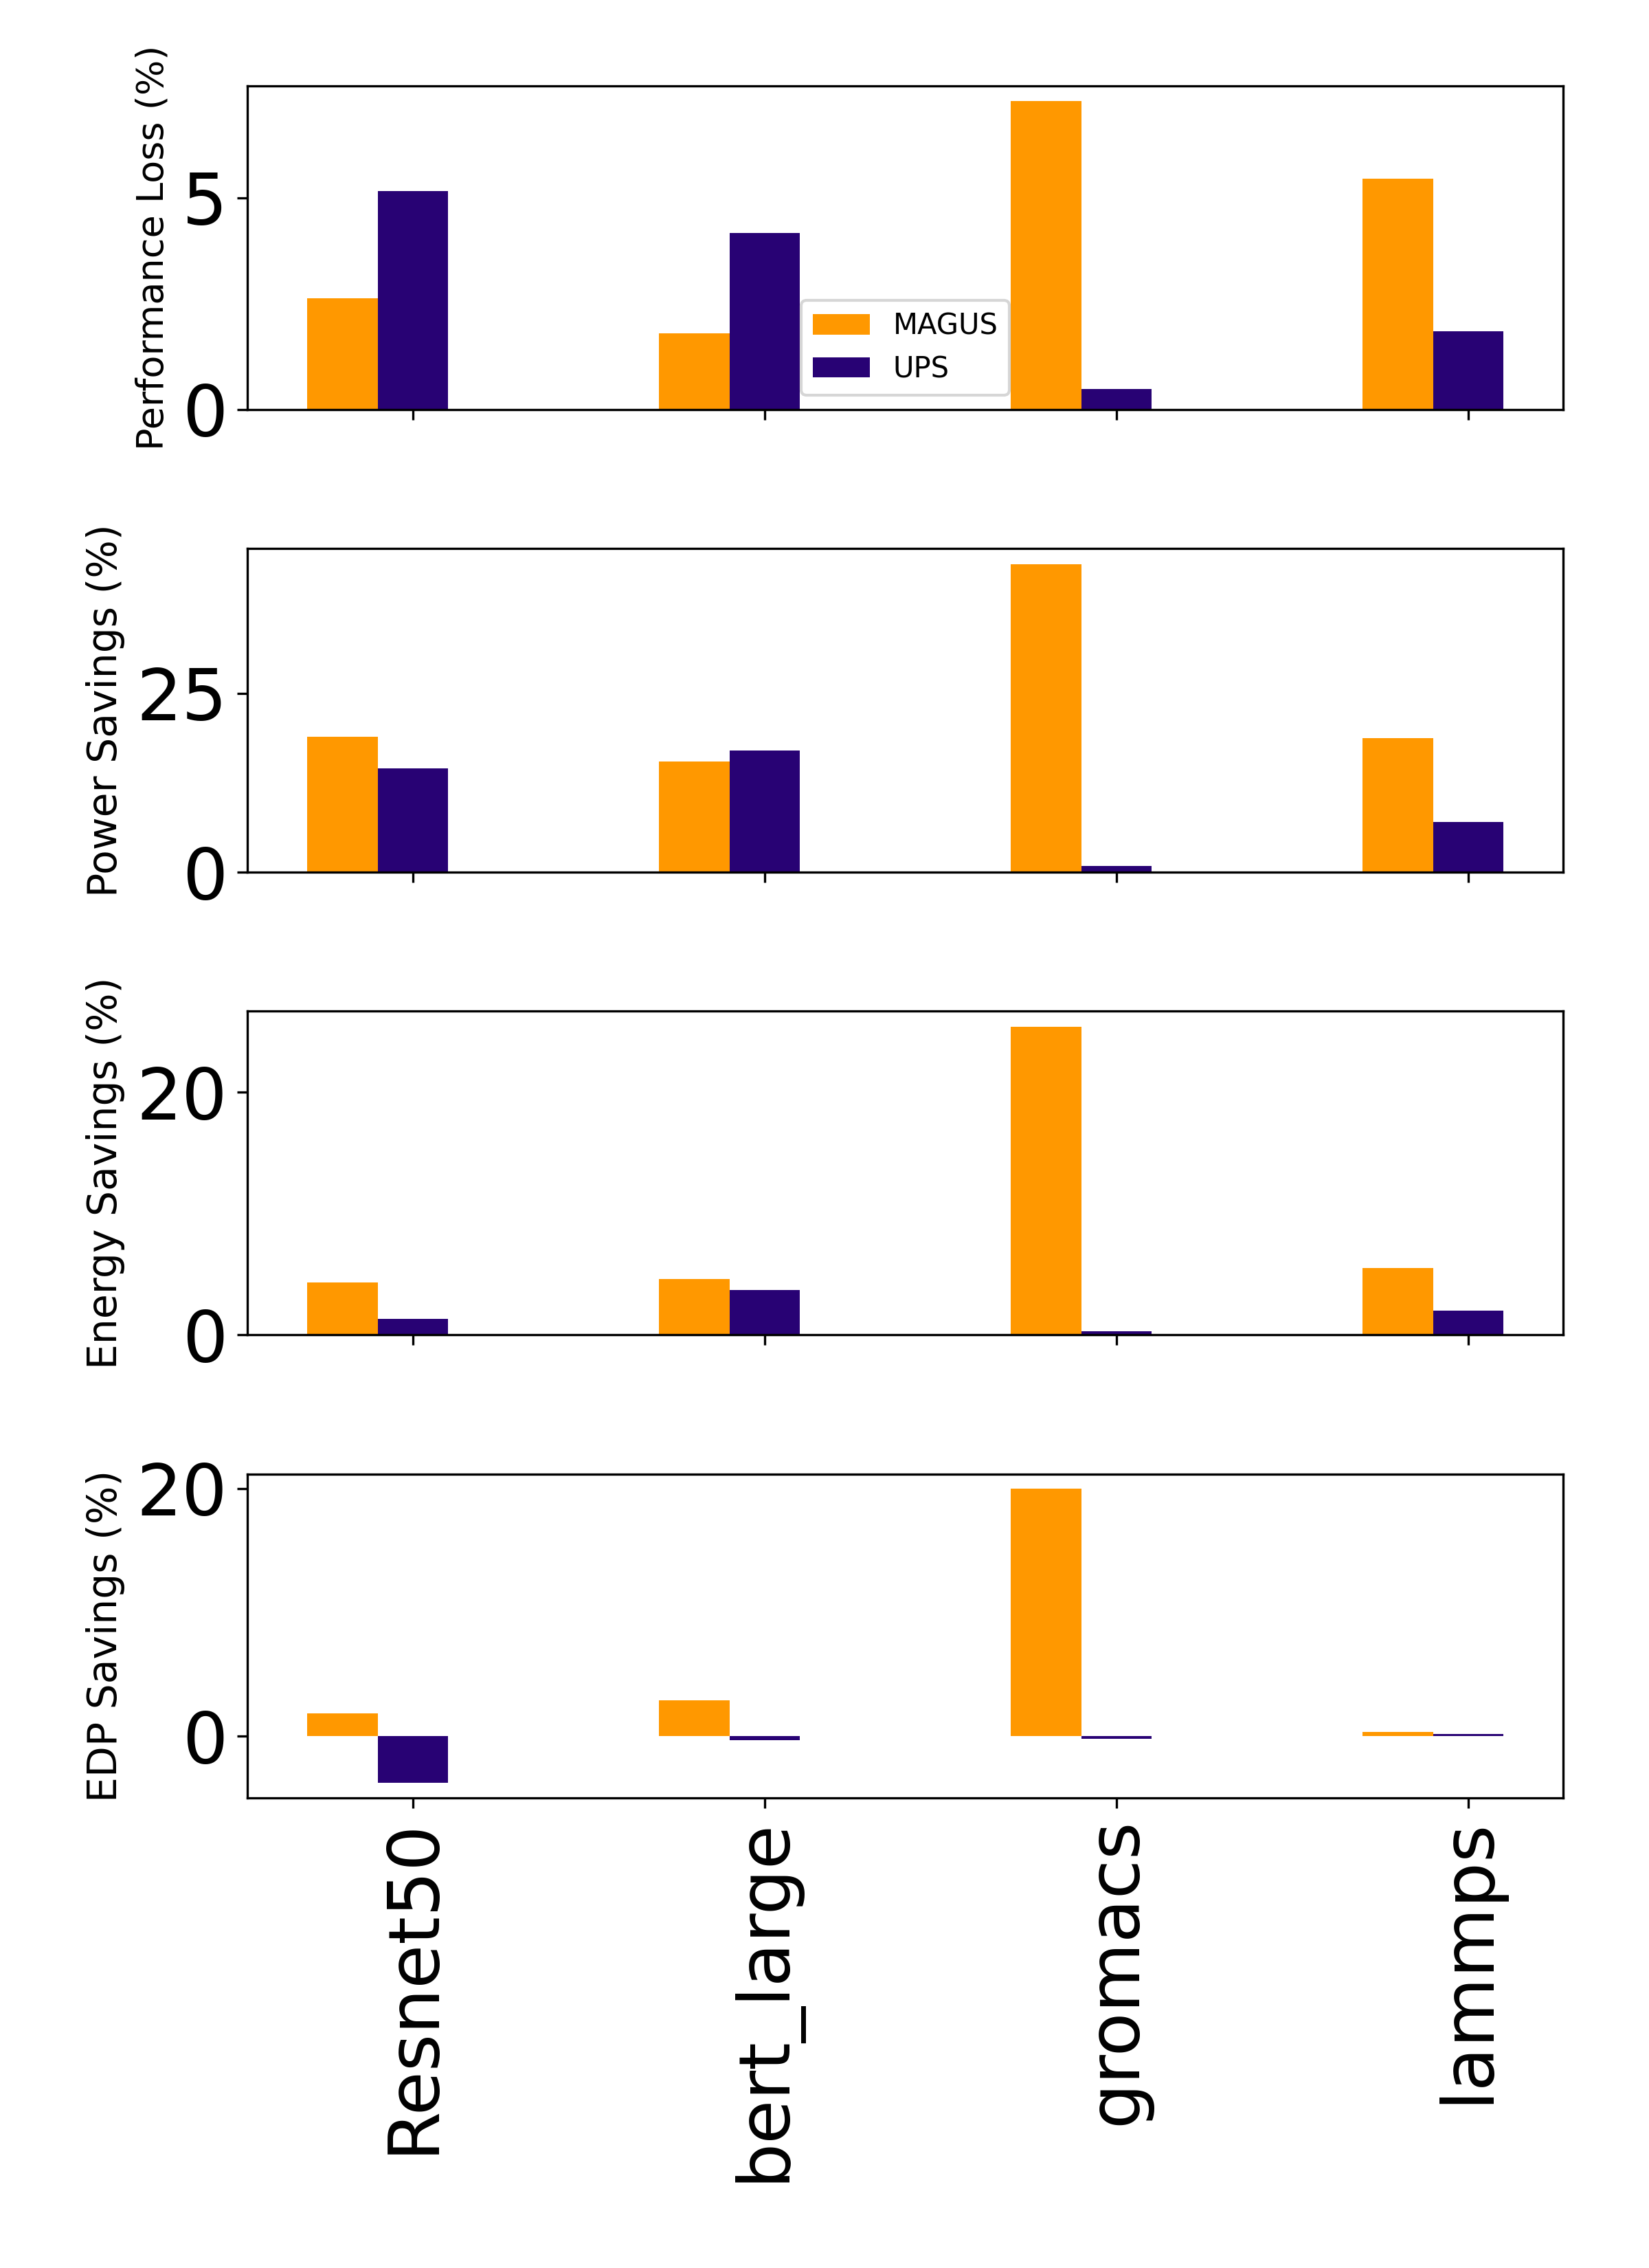 Performance Loss (%)
5
0
MAGUS
UPS
Power Savings (%)
25
0
Energy Savings (%)
20
0
EDP Savings (%)
20
0
Resnet50
bert_large
gromacs
lammps